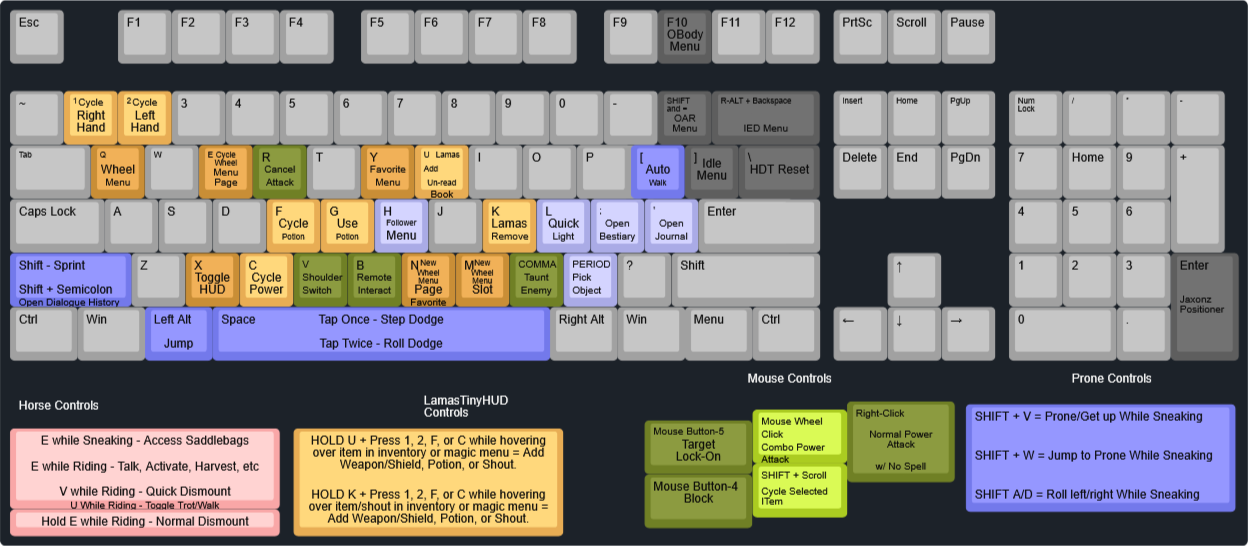 Esc
F1
F2
F3
F4
F5
F6
F7
F8
F9
F10
OBody
Menu
F11
F12
PrtSc
Scroll
Pause
~
1 Cycle
Right
Hand
2 Cycle
Left
Hand
3
4
5
6
7
8
9
0
-
SHIFT
and =
OAR
Menu
R-ALT + Backspace
IED Menu
Insert
Home
PgUp
Num
Lock
/
*
-
Tab
Q
Wheel
Menu
W
E Cycle
Wheel
Menu
Page
R
Cancel
Attack
T
Y
Favorite
Menu
U Lamas
Add
Un-read
Book
I
O
P
[
Auto
Walk
]
Idle
Menu
\
HDT Reset
Delete
End
PgDn
7
Home
9
+
Caps Lock
A
S
D
F
Cycle
Potion
G
Use
Potion
H
Follower
Menu
J
K
Lamas
Remove
L
Quick
Light
;
Open
Bestiary
'
Open
Journal
Enter
4
5
6
Shift - Sprint
Shift + Semicolon
Open Dialogue History
Z
X
Toggle
HUD
C
Cycle
Power
V
Shoulder
Switch
B
Remote
Interact
N New
Wheel
Menu
Page
Favorite
M New
Wheel
Menu
Slot
COMMA
Taunt
Enemy
PERIOD
Pick
Object
?
Shift
↑
1
2
3
Enter
Jaxonz
Positioner
Ctrl
Win
Left Alt
Jump
Space
Tap Once - Step Dodge
Tap Twice - Roll Dodge
Right Alt
Win
Menu
Ctrl
←
↓
→
0
.
Mouse Controls
Prone Controls
Horse Controls
LamasTinyHUD
Controls
E while Sneaking - Access Saddlebags
E while Riding - Talk, Activate, Harvest, etc
V while Riding - Quick Dismount
U While Riding - Toggle Trot/Walk
Hold E while Riding - Normal Dismount
HOLD U + Press 1, 2, F, or C while hovering
over item in inventory or magic menu = Add
Weapon/Shield, Potion, or Shout.
HOLD K + Press 1, 2, F, or C while hovering
over item/shout in inventory or magic menu =
Add Weapon/Shield, Potion, or Shout.
Mouse Button-5
Target
Lock-On
Mouse Button-4
Block
Mouse Wheel
Click
Combo Power
Attack
SHIFT + Scroll
Cycle Selected
ITem
Right-Click
Normal Power
Attack
w/ No Spell
SHIFT + V = Prone/Get up While Sneaking
SHIFT + W = Jump to Prone While Sneaking
SHIFT A/D = Roll left/right While Sneaking